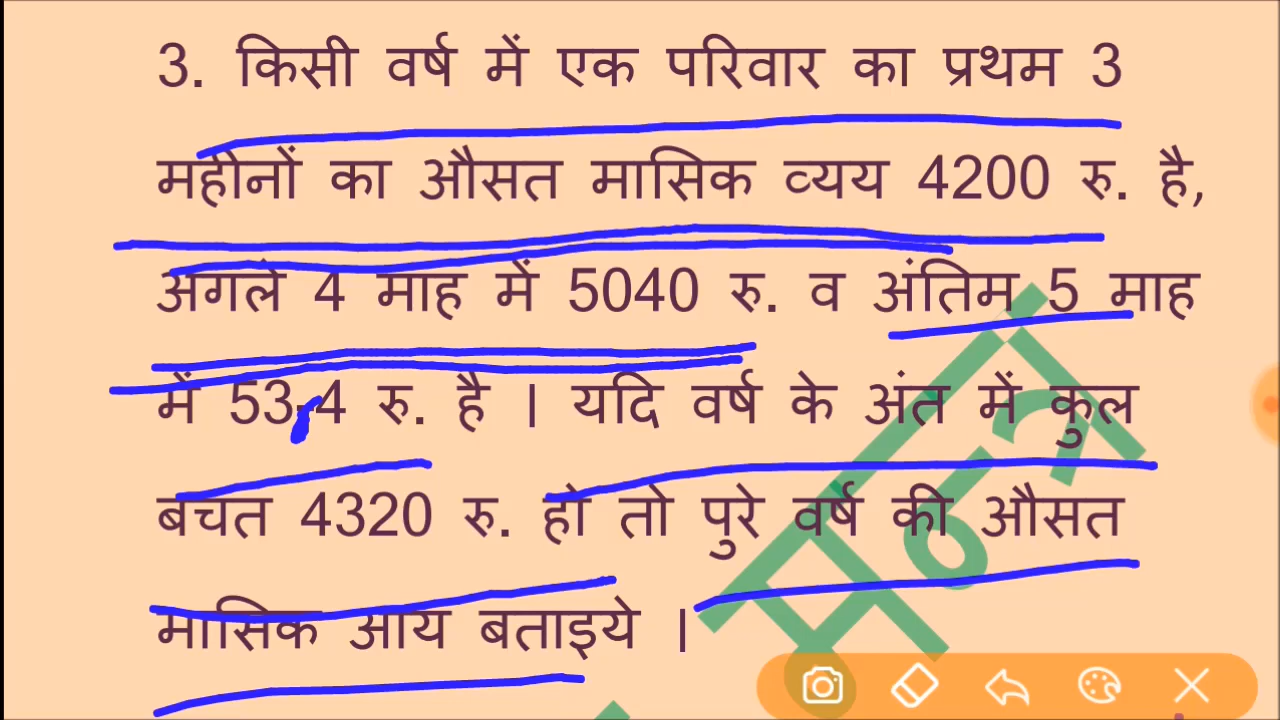 3. किसी वर्ष में एक परिवार का प्रथम 3
महीनों का औसत मासिक व्यय 4200 रु. है,
अगले 4 माह में 5040 रु. व अंतिम 5 माह
में रु. है | यदि वर्ष के अंत में कुल
बचत 4320 रु. हो तो पुरे वर्ष की औसत
मासिक आय बताइये |